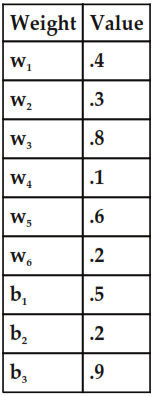 Weight Value
w₁ .4
w₂ .3
w₃ .8
w₄ .1
w₅ .6
w₆ .2
b₁ .5
b₂ .2
b₃ .9